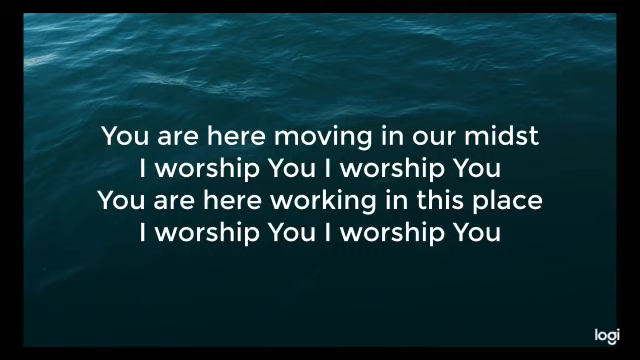 You are here moving in our midst
I worship You I worship You
You are here working in this place
I worship You I worship You
logi